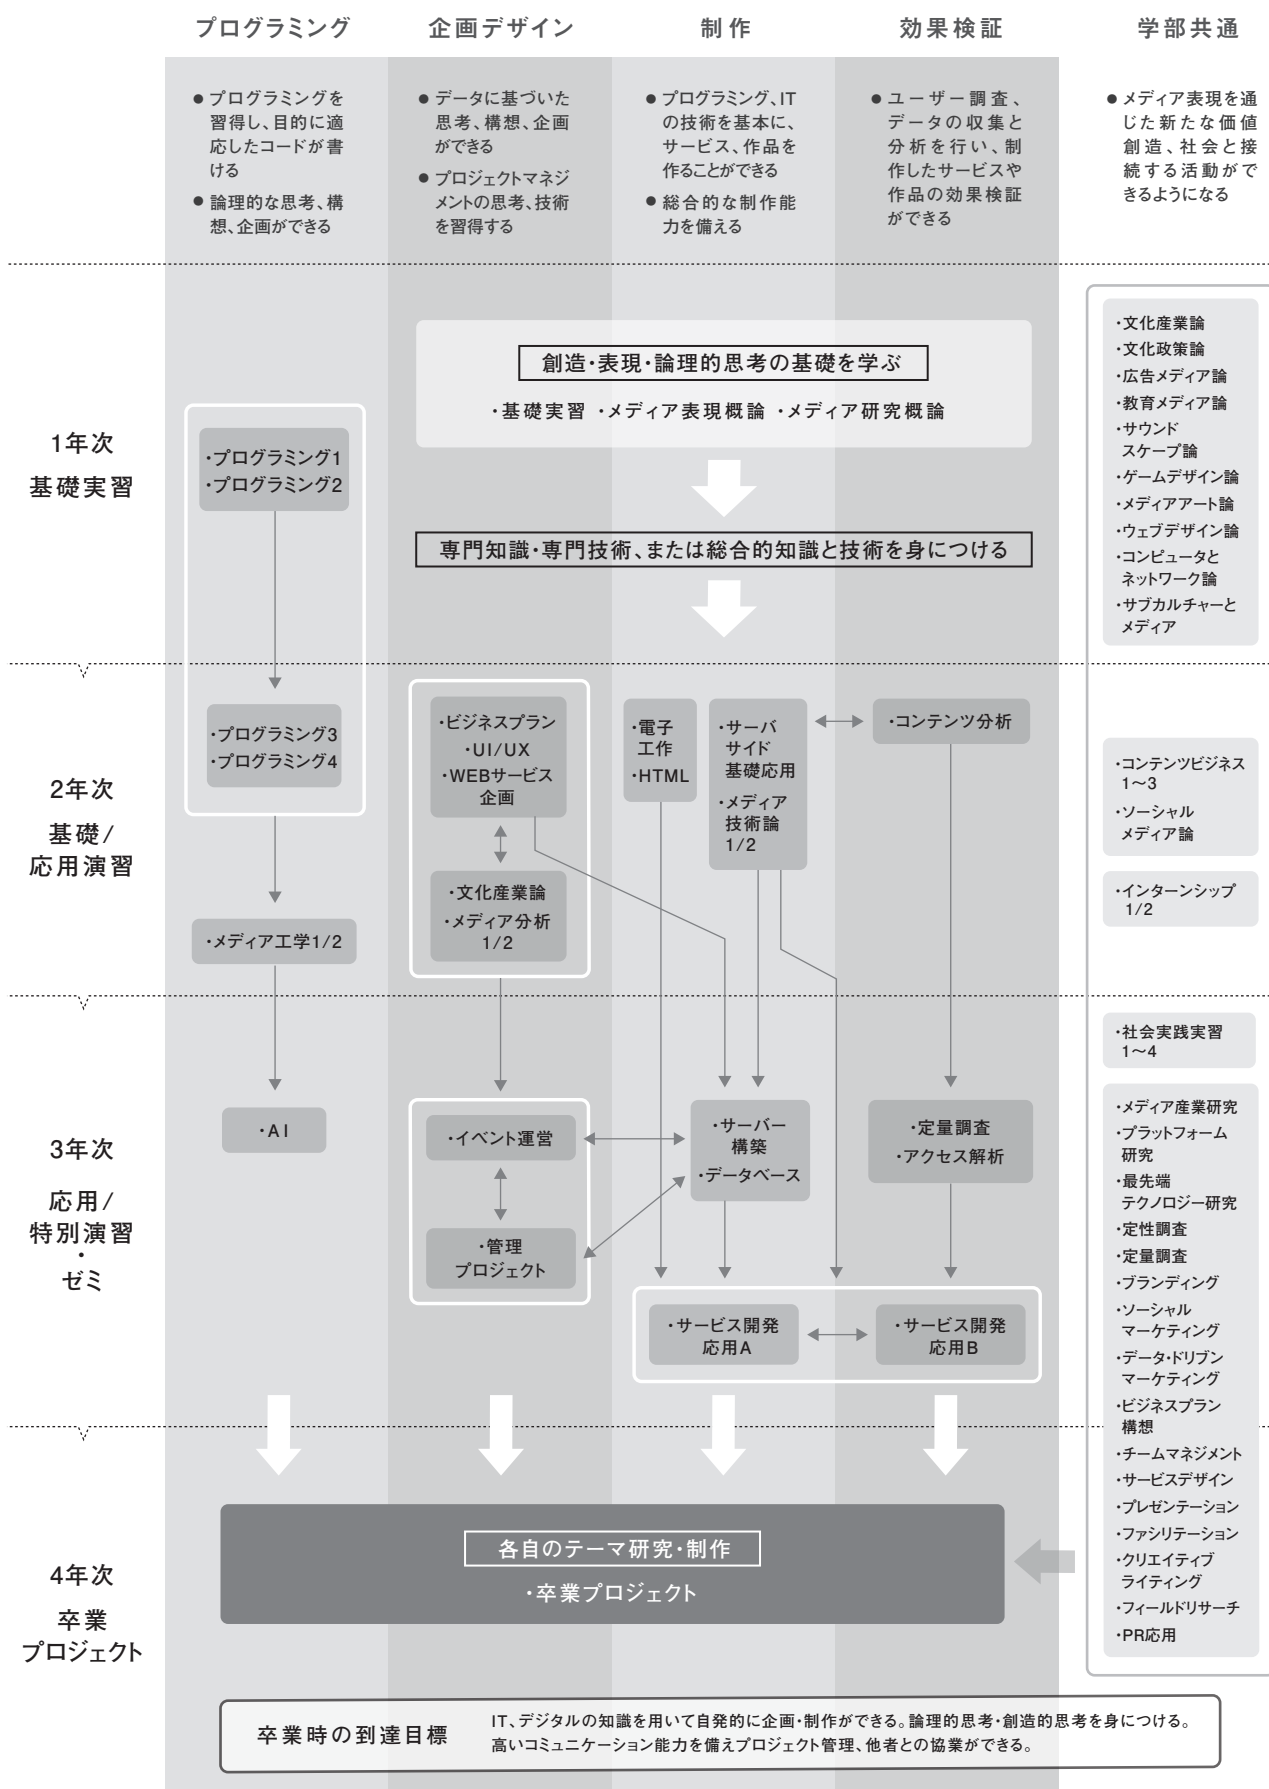 プログラミング
企画デザイン
制作
効果検証
学部共通
● プログラミングを
習得し、目的に適
応したコードが書
ける
● 論理的な思考、構
想、企画ができる
● データに基づいた
思考、構想、企画
ができる
● プロジェクトマネジ
メントの思考、技術
を習得する
● プログラミング、IT
の技術を基本に、
サービス、作品を
作ることができる
● 総合的な制作能
力を備える
● ユーザー調査、
データの収集と
分析を行い、制
作したサービスや
作品の効果検証
ができる
● メディア表現を通
じた新たな価値
創造、社会と接
続する活動がで
きるようになる
1年次
基礎実習
創造・表現・論理的思考の基礎を学ぶ
・基礎実習 ・メディア表現概論 ・メディア研究概論
・プログラミング1
・プログラミング2
専門知識・専門技術、または総合的知識と技術を身につける
・文化産業論
・文化政策論
・広告メディア論
・教育メディア論
・サウンド
スケープ論
・ゲームデザイン論
・メディアアート論
・ウェブデザイン論
・コンピュータと
ネットワーク論
・サブカルチャーと
メディア
2年次
基礎/
応用演習
・プログラミング3
・プログラミング4
・メディア工学1/2
・ビジネスプラン
・UI/UX
・WEBサービス
企画
・文化産業論
・メディア分析
1/2
・電子
工作
・HTML
・サーバ
サイド
基礎応用
・メディア
技術論
1/2
・コンテンツ分析
・コンテンツビジネス
1〜3
・ソーシャル
メディア論
・インターンシップ
1/2
3年次
応用/
特別演習
・
ゼミ
・AI
・イベント運営
・管理
プロジェクト
・サーバー
構築
・データベース
・定量調査
・アクセス解析
・サービス開発
応用A
・サービス開発
応用B
・社会実践実習
1〜4
・メディア産業研究
・プラットフォーム
研究
・最先端
テクノロジー研究
・定性調査
・定量調査
・ブランディング
・ソーシャル
マーケティング
・データ・ドリブン
マーケティング
・ビジネスプラン
構想
・チームマネジメント
・サービスデザイン
・プレゼンテーション
・ファシリテーション
・クリエイティブ
ライティング
・フィールドリサーチ
・PR応用
4年次
卒業
プロジェクト
各自のテーマ研究・制作
・卒業プロジェクト
卒業時の到達目標
IT、デジタルの知識を用いて自発的に企画・制作ができる。論理的思考・創造的思考を身につける。
高いコミュニケーション能力を備えプロジェクト管理、他者との協業ができる。